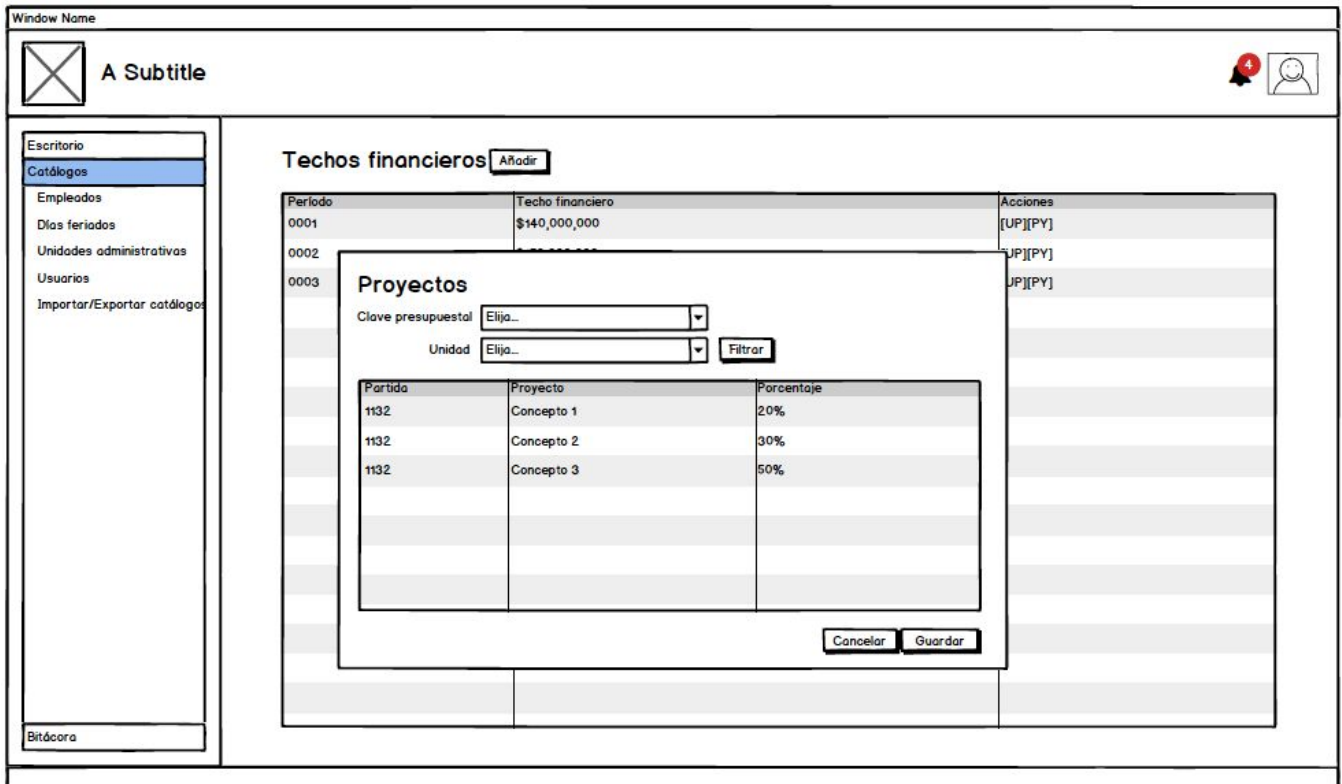 Window Name
A Subtitle
4
Escritorio
Catálogos
Empleados
Días feriados
Unidades administrativas
Usuarios
Importar/Exportar catálogos
Bitácora
Techos financieros Añadir
Período Techo financiero Acciones
0001 $140,000,000 [UP][PY]
0002 [UP][PY]
0003 [UP][PY]
Proyectos
Clave presupuestal Elija...
Unidad Elija... Filtrar
Partida Proyecto Porcentaje
1132 Concepto 1 20%
1132 Concepto 2 30%
1132 Concepto 3 50%
Cancelar Guardar